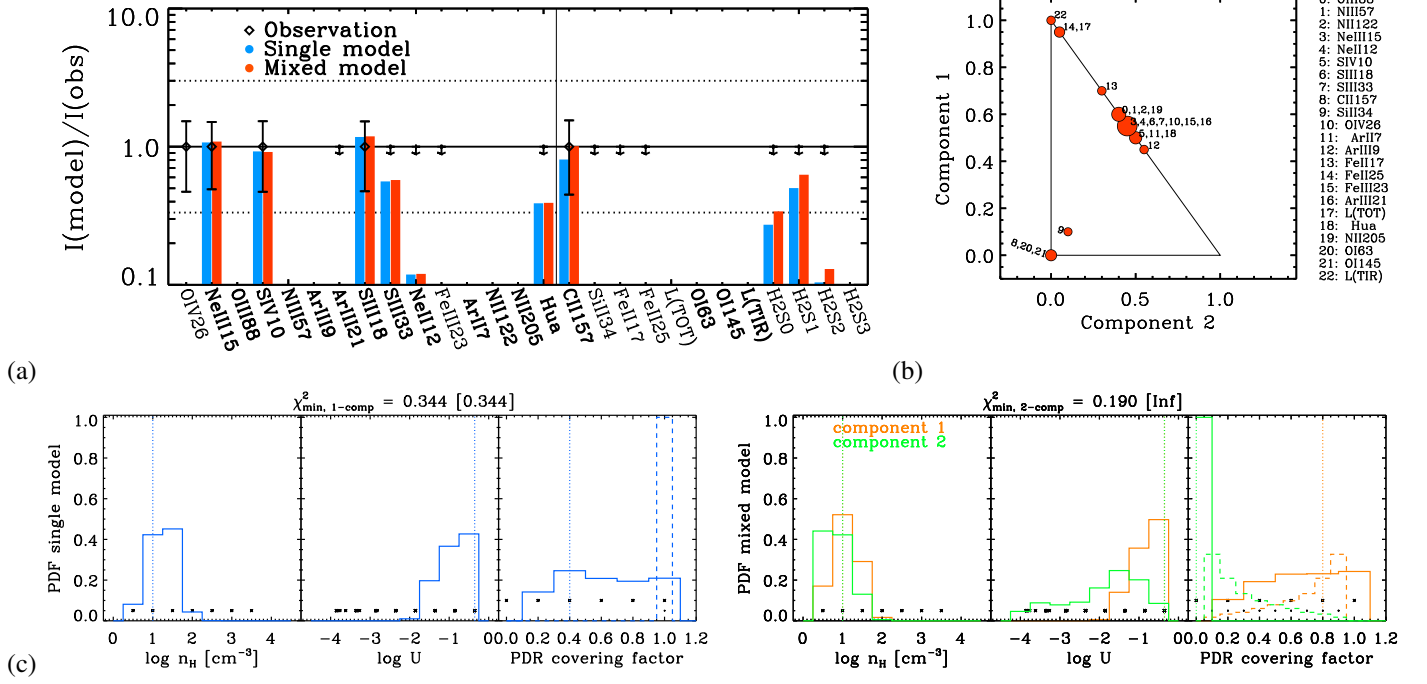 10.0
1.0
0.1
I(model)/I(obs)
Observation
Single model
Mixed model
OIV26
NeIII15
OIII88
SIV10
NIII57
ArIII9
ArIII21
SIII18
SIII33
NeII12
FeIII23
ArII7
NII122
NII205
Hua
CII157
SiII34
FeII17
FeII25
L(TOT)
OI63
OI145
L(TIR)
H2S0
H2S1
H2S2
H2S3
(a)
1.0
0.8
0.6
0.4
0.2
0.0
Component 1
22
14,17
13
0,1,2,19
3,4,6,7,10,15,16
5,11,18
12
9
8,20,21
0.0 0.5 1.0
Component 2
1: NIII57
2: NII122
3: NeIII15
4: NeII12
5: SIV10
6: SIII18
7: SIII33
8: CII157
9: SiII34
10: OIV26
11: ArII7
12: ArIII9
13: FeII17
14: FeII25
15: FeIII23
16: ArIII21
17: L(TOT)
18: Hua
19: NII205
20: OI63
21: OI145
22: L(TIR)
(b)
χ²min, 1-comp = 0.344 [0.344]
1.0
0.8
0.6
0.4
0.2
0.0
PDF single model
0 1 2 3 4
log nH [cm⁻³]
−4 −3 −2 −1
log U
0.0 0.2 0.4 0.6 0.8 1.0 1.2
PDR covering factor
χ²min, 2-comp = 0.190 [Inf]
component 1
component 2
1.0
0.8
0.6
0.4
0.2
0.0
PDF mixed model
0 1 2 3 4
log nH [cm⁻³]
−4 −3 −2 −1
log U
0.0 0.2 0.4 0.6 0.8 1.0 1.2
PDR covering factor
(c)